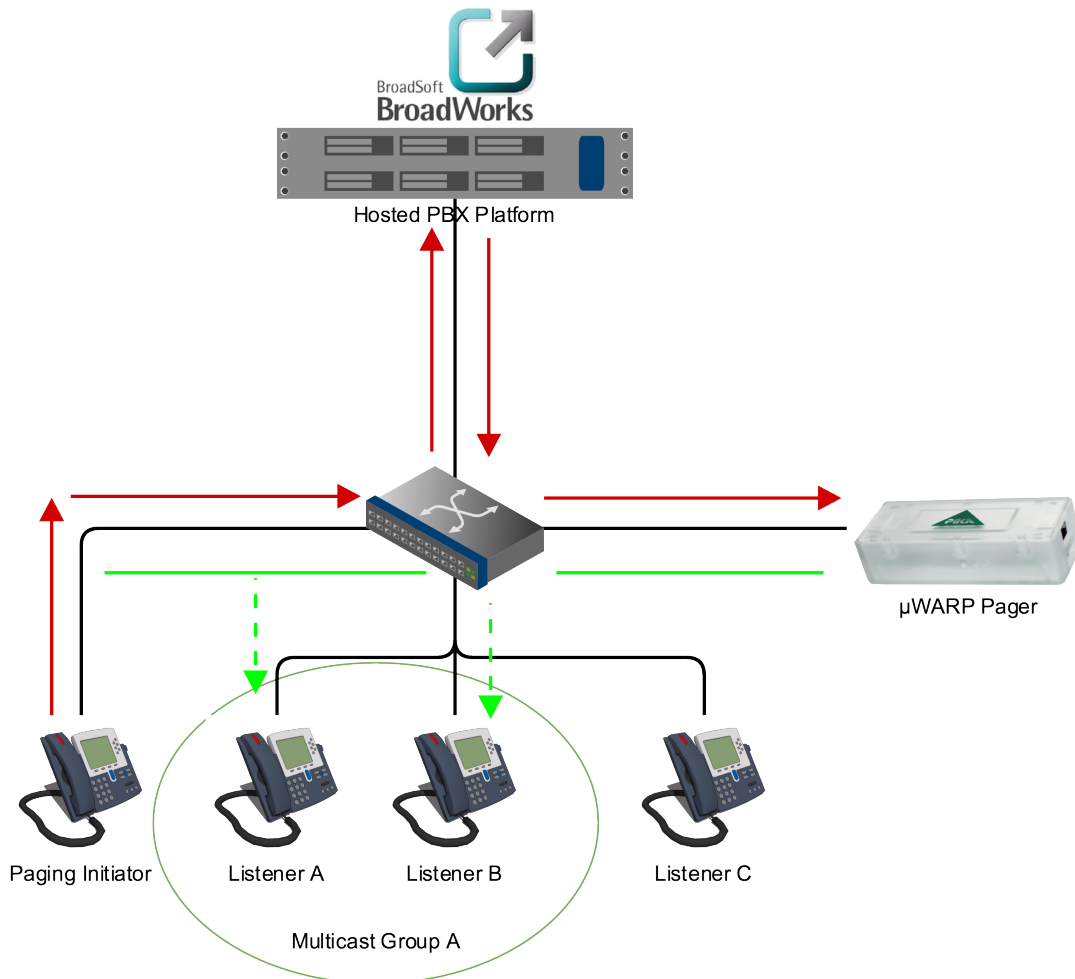 BroadSoft
BroadWorks
Hosted PBX Platform
µWARP Pager
Paging Initiator
Listener A
Listener B
Listener C
Multicast Group A